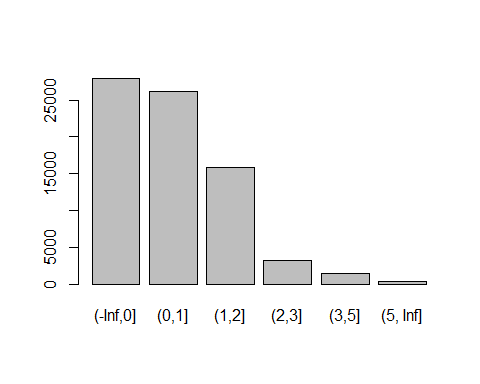 25000
15000
5000
0
(-Inf,0] (0,1] (1,2] (2,3] (3,5] (5, Inf]